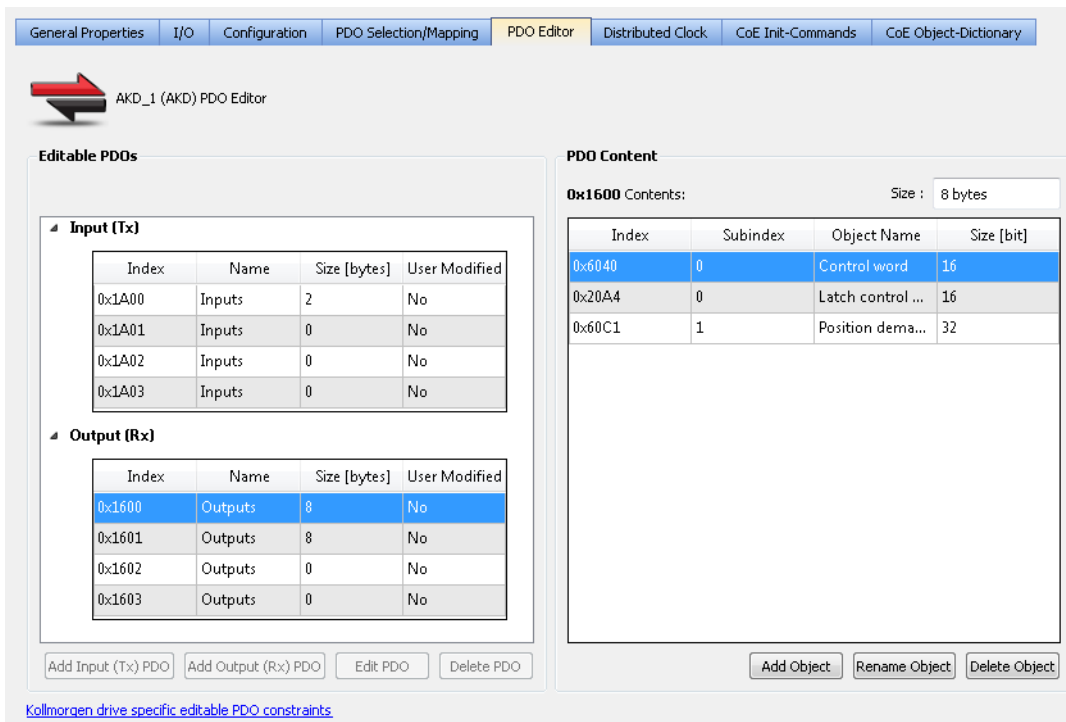 General Properties I/O Configuration PDO Selection/Mapping PDO Editor Distributed Clock CoE Init-Commands CoE Object-Dictionary
AKD_1 (AKD) PDO Editor
Editable PDOs
Input (Tx)
Index Name Size [bytes] User Modified
0x1A00 Inputs 2 No
0x1A01 Inputs 0 No
0x1A02 Inputs 0 No
0x1A03 Inputs 0 No
Output (Rx)
Index Name Size [bytes] User Modified
0x1600 Outputs 8 No
0x1601 Outputs 8 No
0x1602 Outputs 0 No
0x1603 Outputs 0 No
Add Input (Tx) PDO Add Output (Rx) PDO Edit PDO Delete PDO
PDO Content
0x1600 Contents: Size : 8 bytes
Index Subindex Object Name Size [bit]
0x6040 0 Control word 16
0x20A4 0 Latch control ... 16
0x60C1 1 Position dema... 32
Add Object Rename Object Delete Object
Kollmorgen drive specific editable PDO constraints